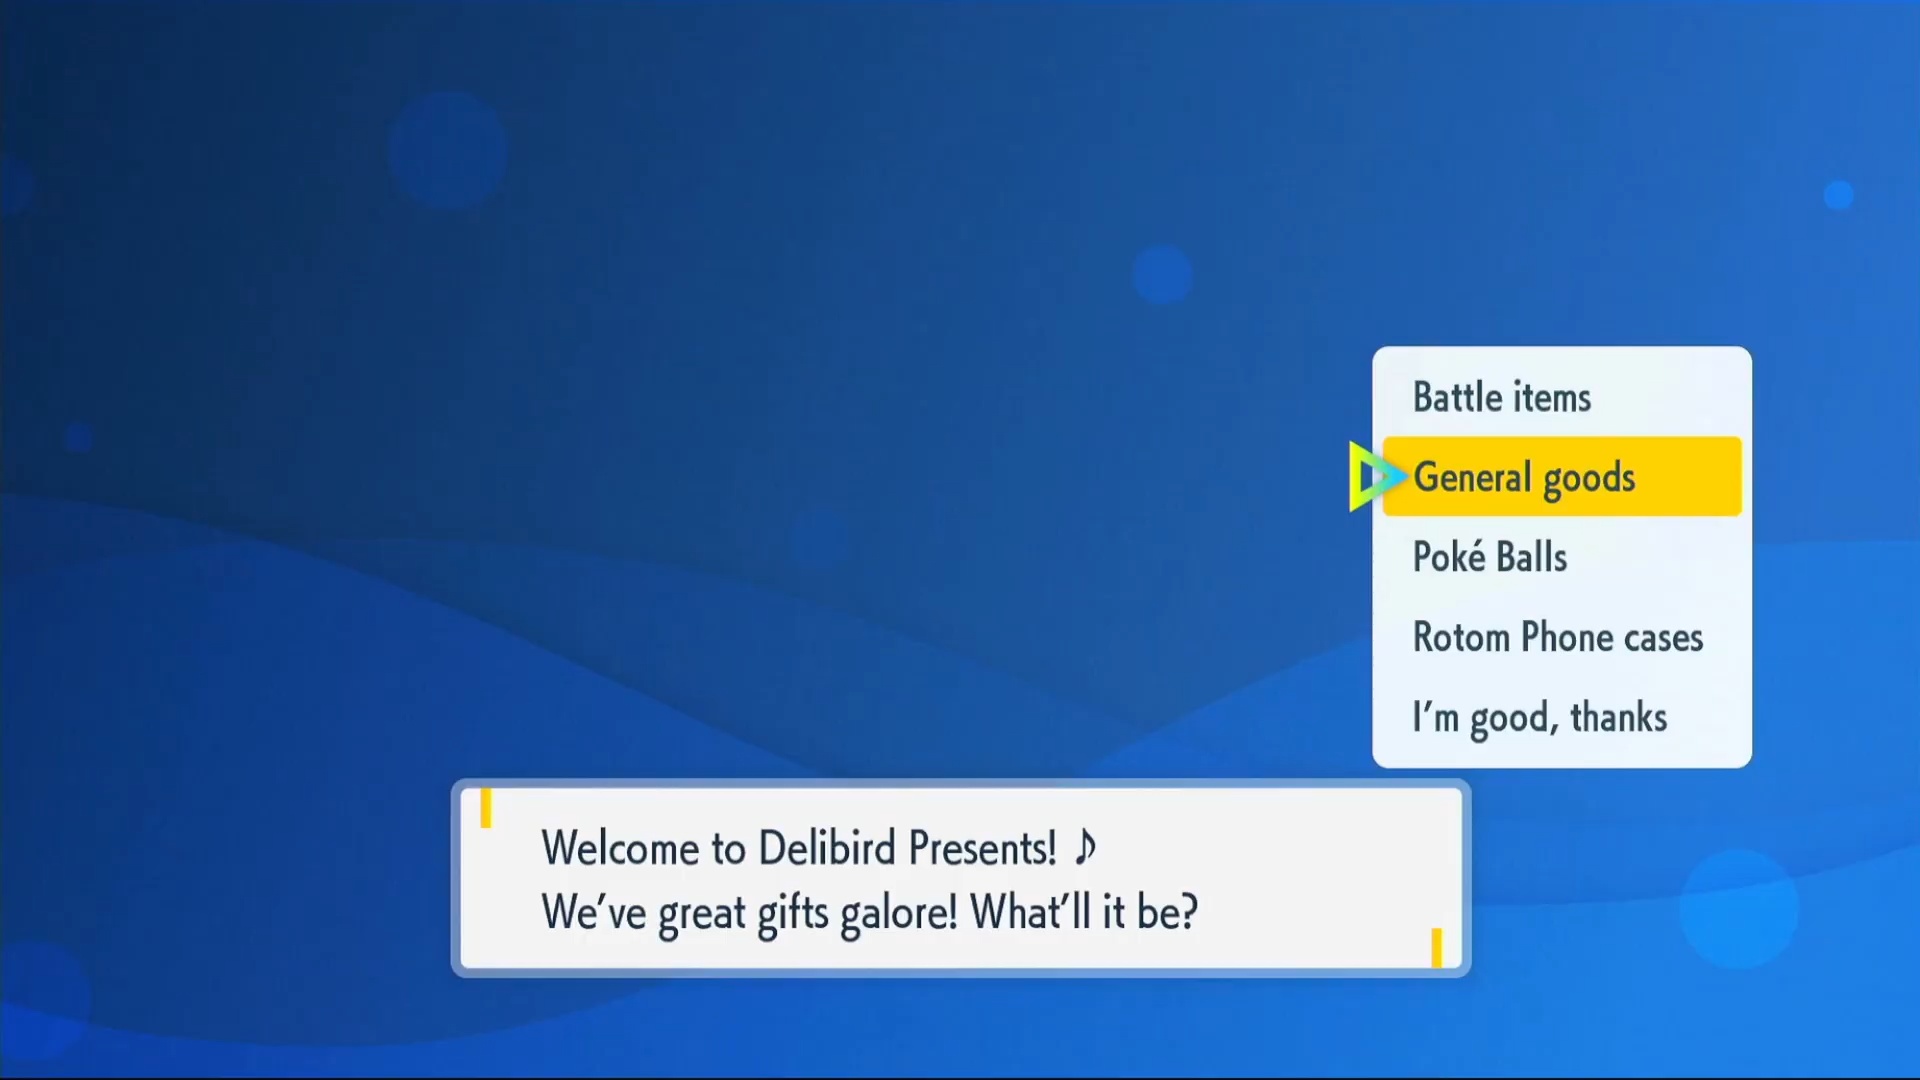 Battle items
General goods
Poké Balls
Rotom Phone cases
I'm good, thanks
Welcome to Delibird Presents! ♪
We've great gifts galore! What'll it be?